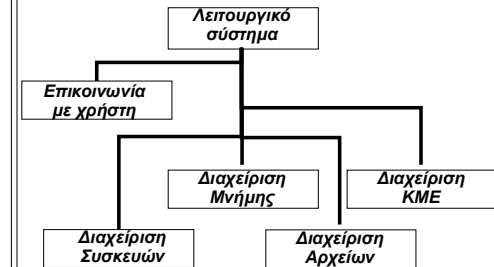 Λειτουργικό
σύστημα
Επικοινωνία
με χρήστη
Διαχείριση
Μνήμης
Διαχείριση
ΚΜΕ
Διαχείριση
Συσκευών
Διαχείριση
Αρχείων